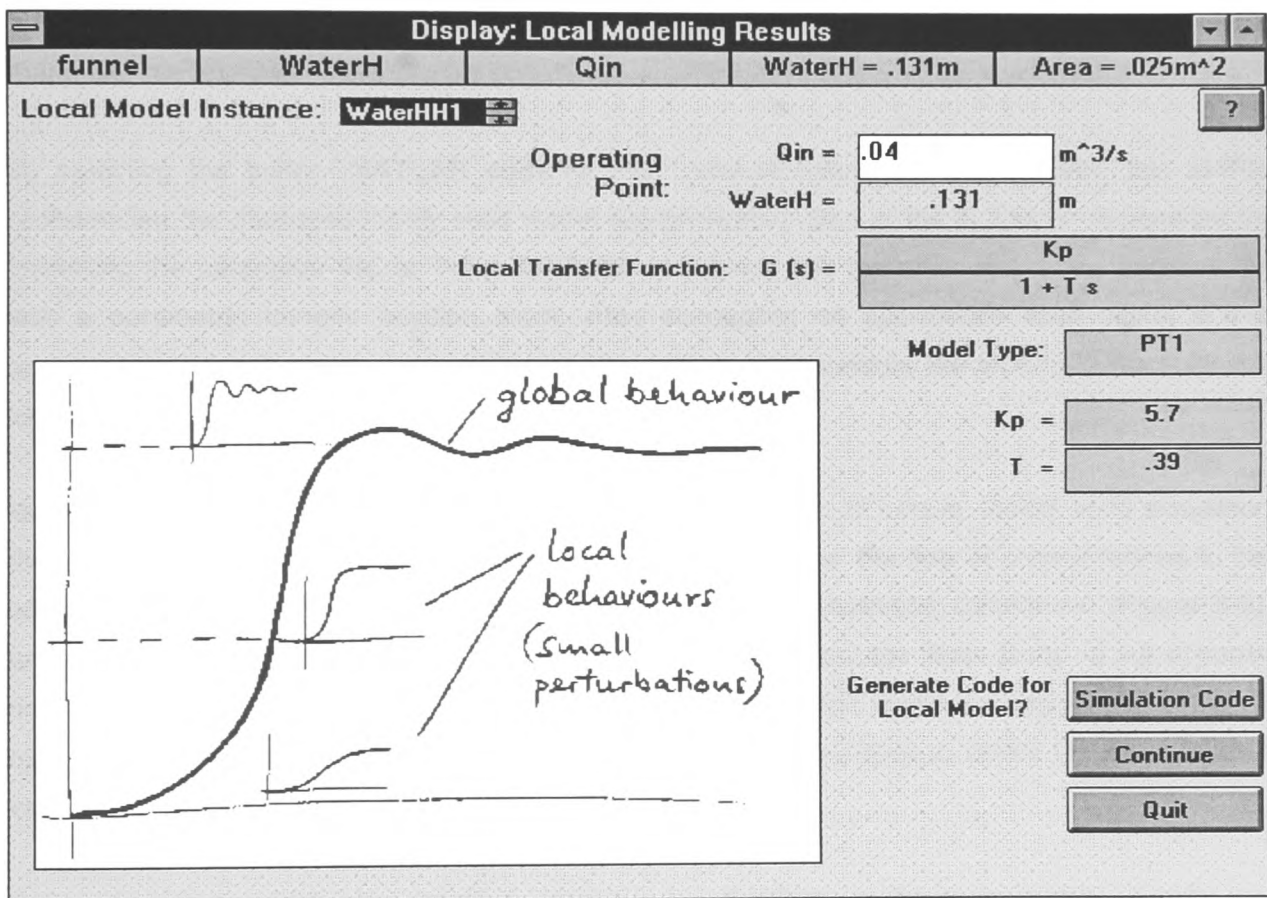 Display: Local Modelling Results
funnel WaterH Qin WaterH = .131m Area = .025m^2
Local Model Instance: WaterHH1 ?
Operating
Point:
Qin = .04 m^3/s
WaterH = .131 m
Local Transfer Function: G (s) =
Kp
1 + T s
Model Type: PT1
Kp = 5.7
T = .39
global behaviour
local
behaviours
(small
perturbations)
Generate Code for
Local Model?
Simulation Code
Continue
Quit